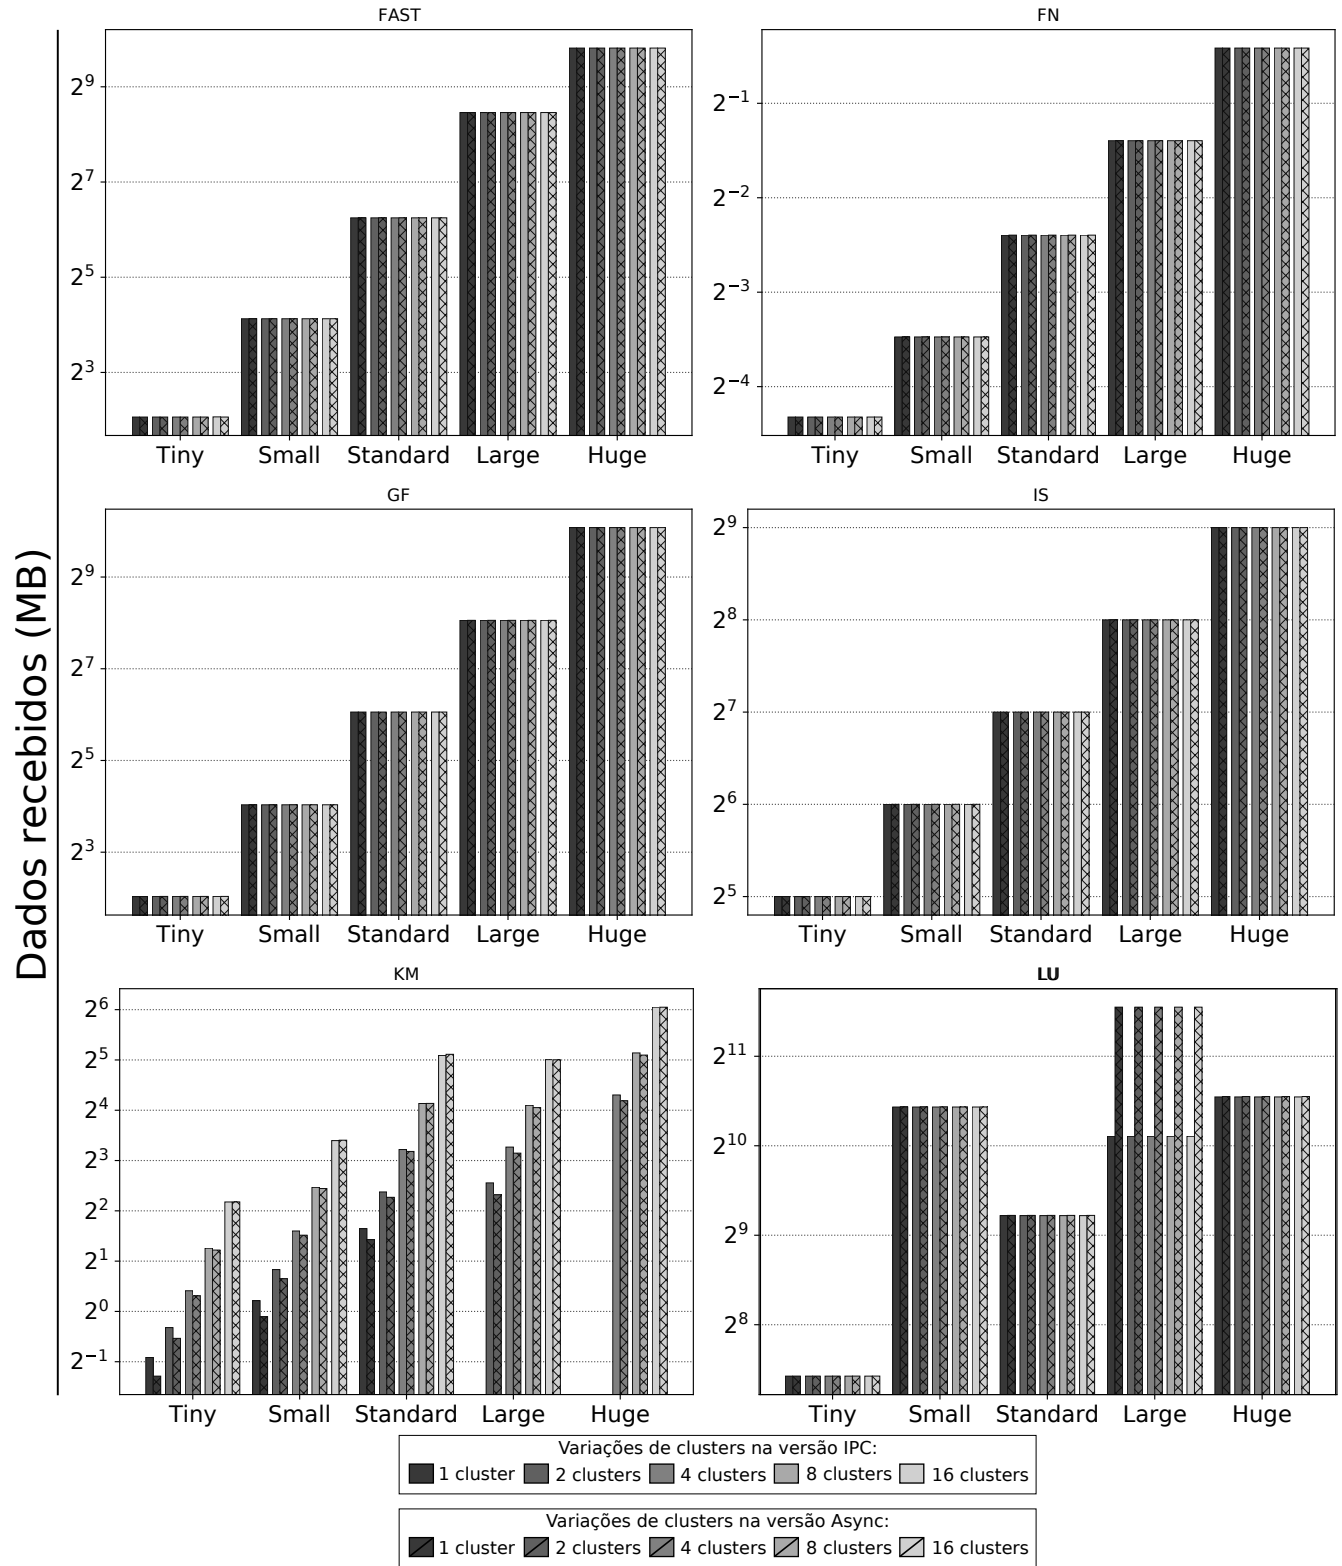 Dados recebidos (MB)
FAST
2^9
2^7
2^5
2^3
Tiny Small Standard Large Huge
FN
2^−1
2^−2
2^−3
2^−4
Tiny Small Standard Large Huge
GF
2^9
2^7
2^5
2^3
Tiny Small Standard Large Huge
IS
2^9
2^8
2^7
2^6
2^5
Tiny Small Standard Large Huge
KM
2^6
2^5
2^4
2^3
2^2
2^1
2^0
2^−1
Tiny Small Standard Large Huge
LU
2^11
2^10
2^9
2^8
Tiny Small Standard Large Huge
Variações de clusters na versão IPC:
1 cluster 2 clusters 4 clusters 8 clusters 16 clusters
Variações de clusters na versão Async:
1 cluster 2 clusters 4 clusters 8 clusters 16 clusters